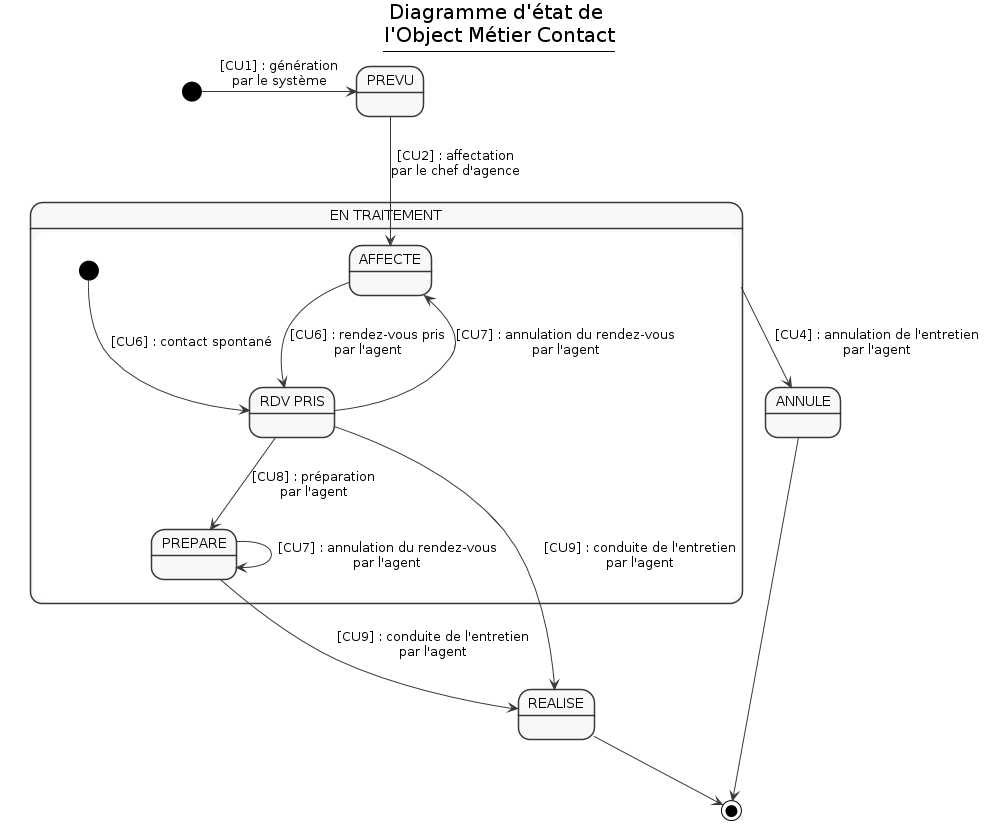 Diagramme d'état de
l'Object Métier Contact
[CU1] : génération
par le système
PREVU
[CU2] : affectation
par le chef d'agence
EN TRAITEMENT
AFFECTE
[CU6] : contact spontané
[CU6] : rendez-vous pris
par l'agent
[CU7] : annulation du rendez-vous
par l'agent
[CU4] : annulation de l'entretien
par l'agent
RDV PRIS
ANNULE
[CU8] : préparation
par l'agent
PREPARE
[CU7] : annulation du rendez-vous
par l'agent
[CU9] : conduite de l'entretien
par l'agent
[CU9] : conduite de l'entretien
par l'agent
REALISE